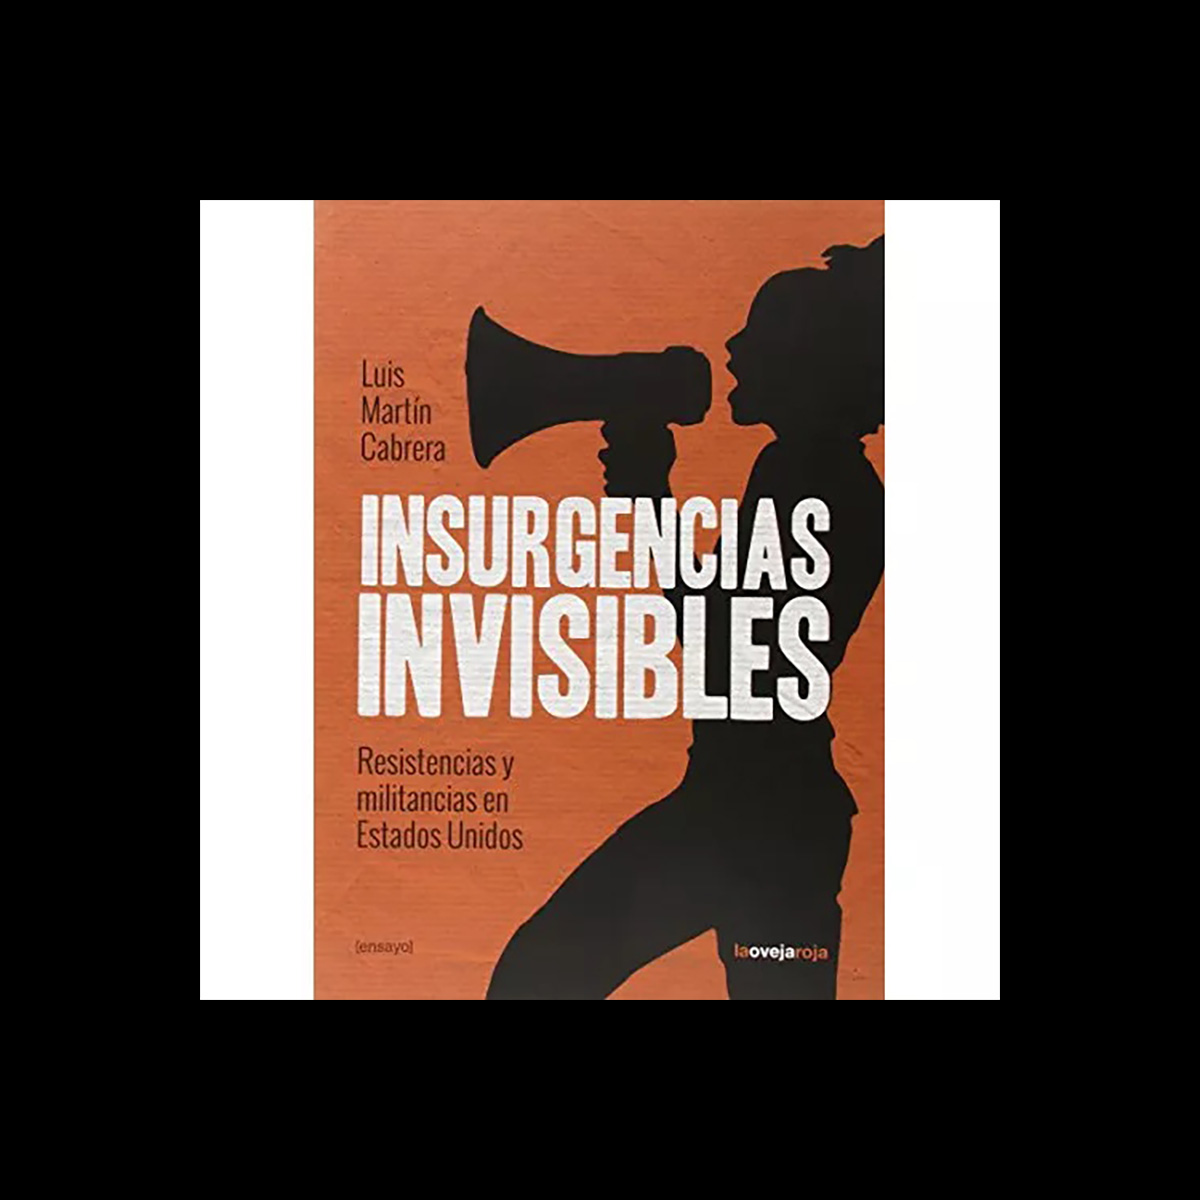 Luis
Martín
Cabrera
INSURGENCIAS
INVISIBLES
Resistencias y
militancias en
Estados Unidos
[ensayo]
laovejaroja